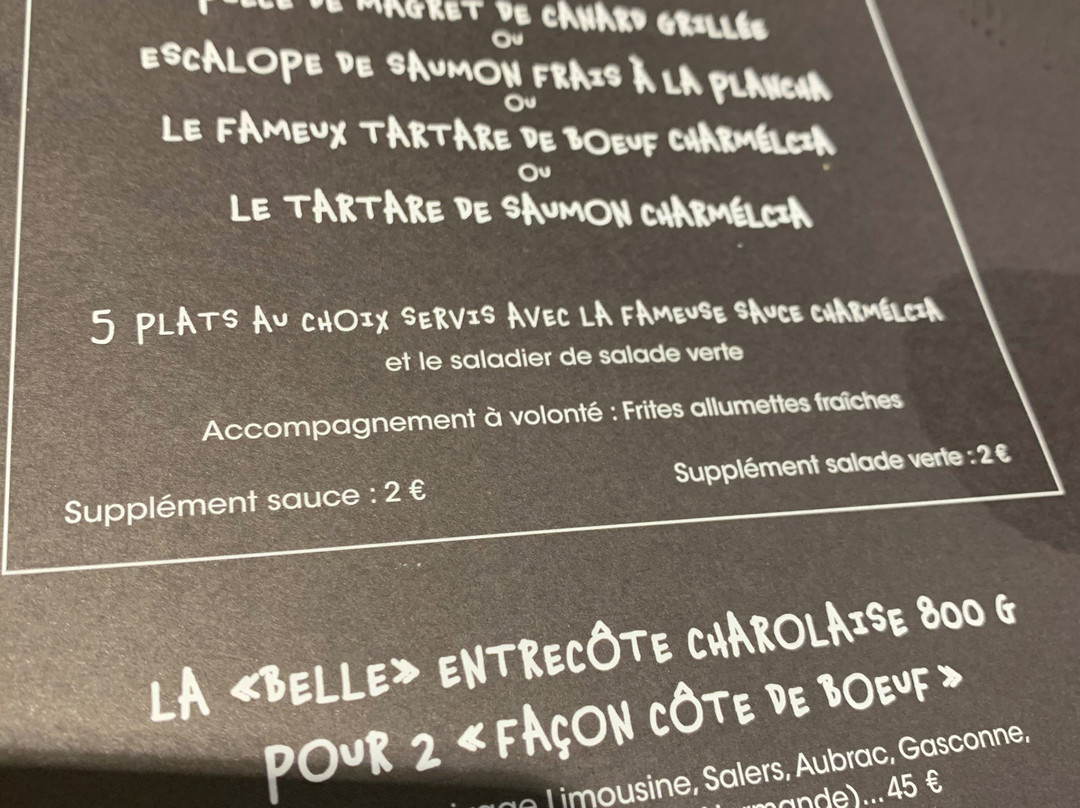 DE MAGRET DE CANARD GRILLÉE
OU
ESCALOPE DE SAUMON FRAIS À LA PLANCHA
OU
LE FAMEUX TARTARE DE BOEUF CHARMÉLCIA
OU
LE TARTARE DE SAUMON CHARMÉLCIA
5 PLATS AU CHOIX SERVIS AVEC LA FAMEUSE SAUCE CHARMÉLCIA
et le saladier de salade verte
Accompagnement à volonté : Frites allumettes fraîches
Supplément sauce : 2 €
Supplément salade verte : 2 €
LA «BELLE» ENTRECÔTE CHAROLAISE 800 G
POUR 2 « FAÇON CÔTE DE BOEUF »
Limousine, Salers, Aubrac, Gasconne,
45 €